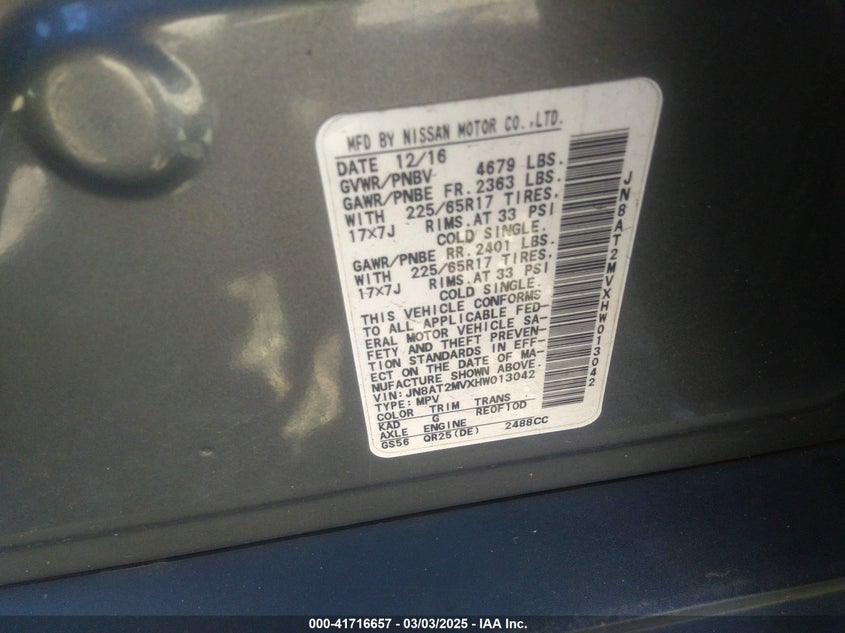 MFD BY NISSAN MOTOR CO.,LTD.
DATE 12/16
GVWR/PNBV 4679 LBS.
GAWR/PNBE FR. 2363 LBS.
WITH 225/65R17 TIRES.
17×7J RIMS.AT 33 PSI
COLD SINGLE.
GAWR/PNBE RR. 2401 LBS.
WITH 225/65R17 TIRES.
17×7J RIMS.AT 33 PSI
COLD SINGLE.
THIS VEHICLE CONFORMS
TO ALL APPLICABLE FED-
ERAL MOTOR VEHICLE SA-
FETY AND THEFT PREVEN-
TION STANDARDS IN EFF-
ECT ON THE DATE OF MA-
NUFACTURE SHOWN ABOVE.
VIN:JN8AT2MVXHW013042
TYPE:MPV
COLOR TRIM TRANS
KAD G RE0F10D
AXLE ENGINE
GS56 QR25(DE) 2488CC
JN8AT2MVXHW013042
000-41716657 - 03/03/2025 - IAA Inc.